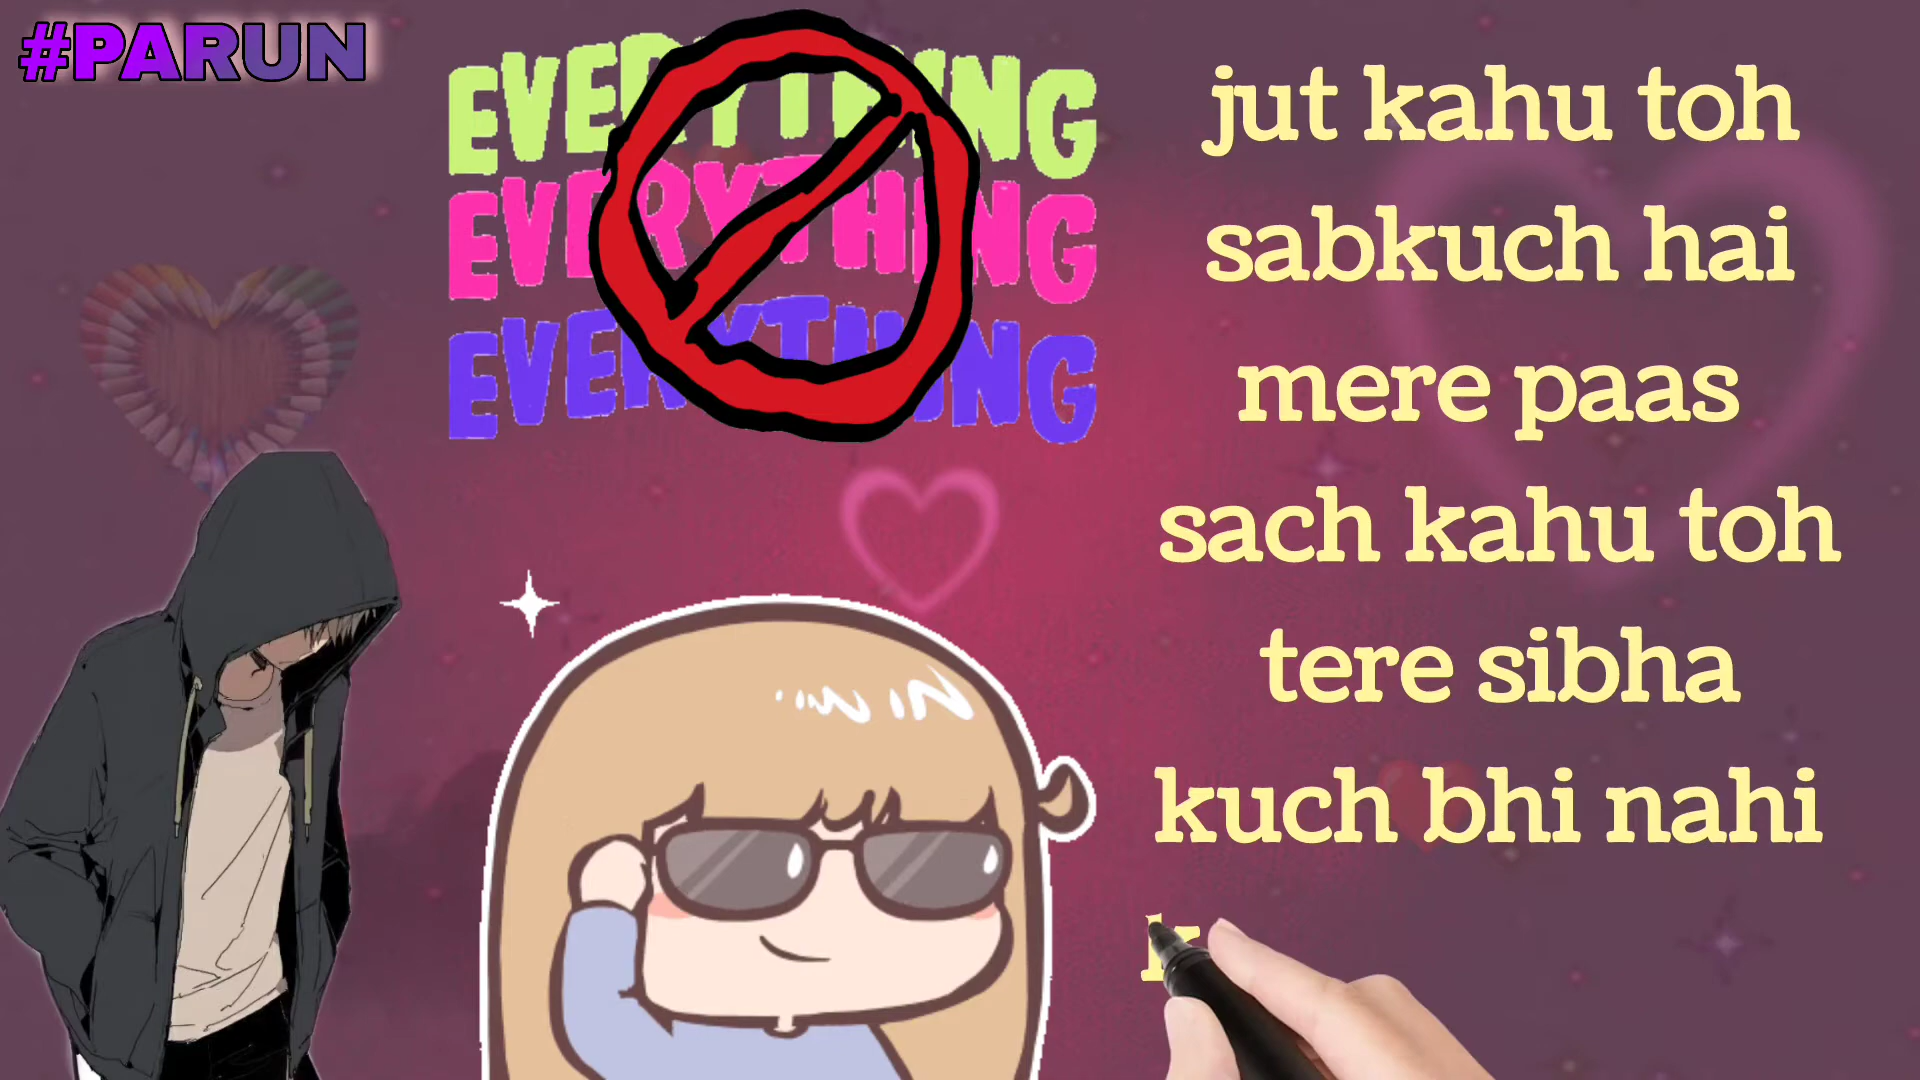 #PARUN
EVERYTHING
EVERYTHING
EVERYTHING
jut kahu toh
sabkuch hai
mere paas
sach kahu toh
tere sibha
kuch bhi nahi
k